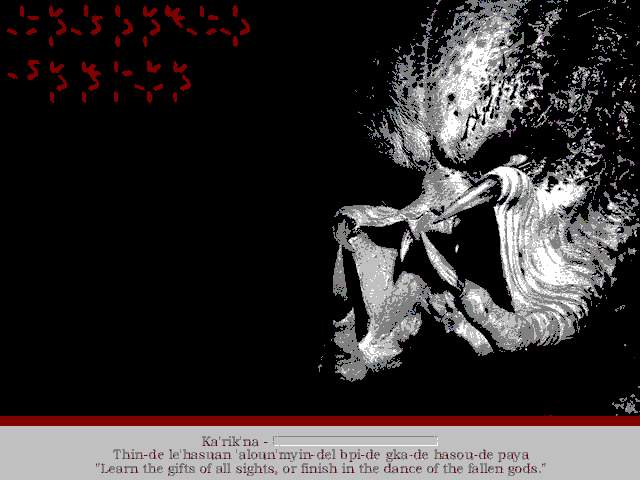 Ka'rik'na -
Thin-de le'hasuan 'aloun'myin-del bpi-de gka-de hasou-de paya
"Learn the gifts of all sights, or finish in the dance of the fallen gods."